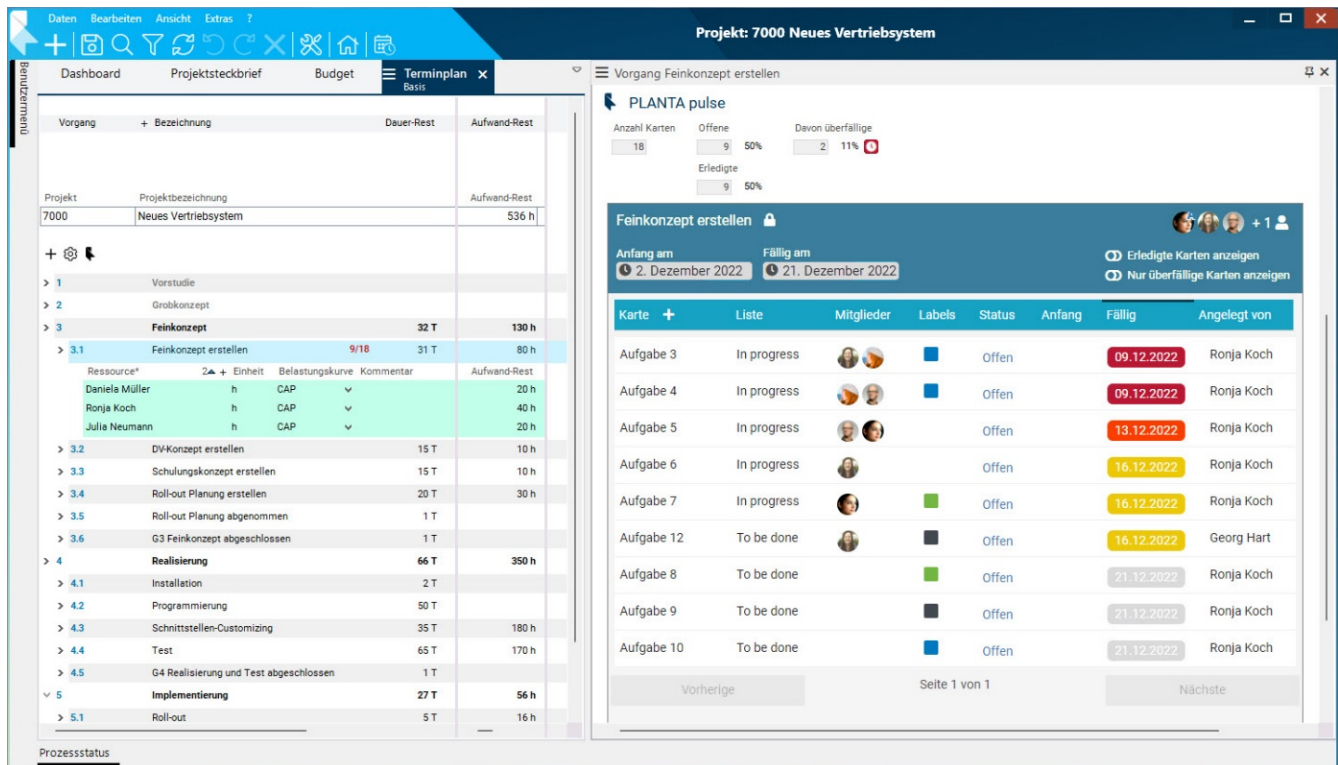 Daten Bearbeiten Ansicht Extras ?
Projekt: 7000 Neues Vertriebsystem
Benutzermenü
Dashboard Projektsteckbrief Budget Terminplan
Basis
Vorgang + Bezeichnung Dauer-Rest Aufwand-Rest
Projekt Projektbezeichnung Aufwand-Rest
7000 Neues Vertriebsystem 536 h
1 Vorstudie
2 Grobkonzept
3 Feinkonzept 32 T 130 h
3.1 Feinkonzept erstellen 9/18 31 T 80 h
Ressource* 2 + Einheit Belastungskurve Kommentar Aufwand-Rest
Daniela Müller h CAP 20 h
Ronja Koch h CAP 40 h
Julia Neumann h CAP 20 h
3.2 DV-Konzept erstellen 15 T 10 h
3.3 Schulungskonzept erstellen 15 T 10 h
3.4 Roll-out Planung erstellen 20 T 30 h
3.5 Roll-out Planung abgenommen 1 T
3.6 G3 Feinkonzept abgeschlossen 1 T
4 Realisierung 66 T 350 h
4.1 Installation 2 T
4.2 Programmierung 50 T
4.3 Schnittstellen-Customizing 35 T 180 h
4.4 Test 65 T 170 h
4.5 G4 Realisierung und Test abgeschlossen 1 T
5 Implementierung 27 T 56 h
5.1 Roll-out 5 T 16 h
Prozessstatus
Vorgang Feinkonzept erstellen
PLANTA pulse
Anzahl Karten Offene Davon überfällige
18 9 50% 2 11%
Erledigte
9 50%
Feinkonzept erstellen +1
Anfang am Fällig am
2. Dezember 2022 21. Dezember 2022
Erledigte Karten anzeigen
Nur überfällige Karten anzeigen
Karte + Liste Mitglieder Labels Status Anfang Fällig Angelegt von
Aufgabe 3 In progress Offen 09.12.2022 Ronja Koch
Aufgabe 4 In progress Offen 09.12.2022 Ronja Koch
Aufgabe 5 In progress Offen 13.12.2022 Ronja Koch
Aufgabe 6 In progress Offen 16.12.2022 Ronja Koch
Aufgabe 7 In progress Offen 16.12.2022 Ronja Koch
Aufgabe 12 To be done Offen 16.12.2022 Georg Hart
Aufgabe 8 To be done Offen 21.12.2022 Ronja Koch
Aufgabe 9 To be done Offen 21.12.2022 Ronja Koch
Aufgabe 10 To be done Offen 21.12.2022 Ronja Koch
Vorherige Seite 1 von 1 Nächste